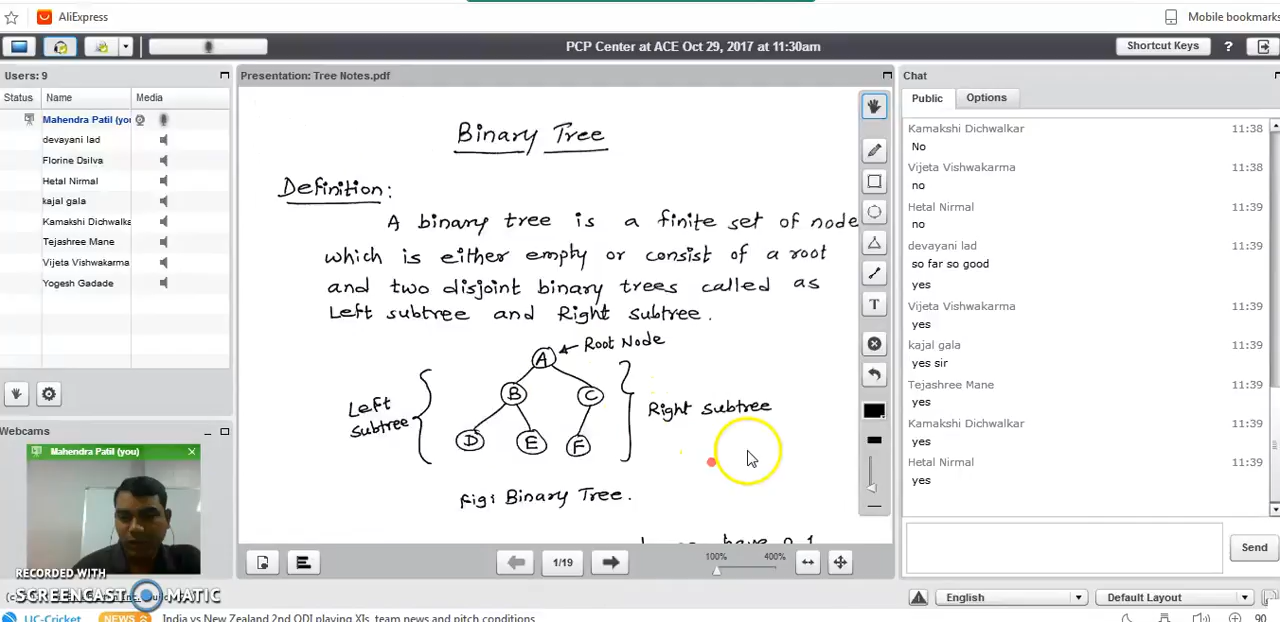 AliExpress
Mobile bookmarks
PCP Center at ACE Oct 29, 2017 at 11:30am
Shortcut Keys
?
Users: 9
Status Name Media
Mahendra Patil (you)
devayani lad
Florine Dsilva
Hetal Nirmal
kajal gala
Kamakshi Dichwalka
Tejashree Mane
Vijeta Vishwakarma
Yogesh Gadade
Webcams
Mahendra Patil (you)
RECORDED WITH
SCREENCAST MATIC
Presentation: Tree Notes.pdf
Binary Tree
Definition:
A binary tree is a finite set of node
which is either empty or consist of a root
and two disjoint binary trees called as
Left subtree and Right subtree.
A Root Node
B C
Left
subtree
Right subtree
D E F
fig: Binary Tree.
have 0 1
T
1/19
100% 400%
Chat
Public Options
Kamakshi Dichwalkar 11:38
No
Vijeta Vishwakarma 11:38
no
Hetal Nirmal 11:39
no
devayani lad 11:39
so far so good
yes
Vijeta Vishwakarma 11:39
yes
kajal gala 11:39
yes sir
Tejashree Mane 11:39
yes
Kamakshi Dichwalkar 11:39
yes
Hetal Nirmal 11:39
yes
Send
English Default Layout
UC-Cricket NEWS India vs New Zealand 2nd ODI playing XIs, team news and pitch conditions
90